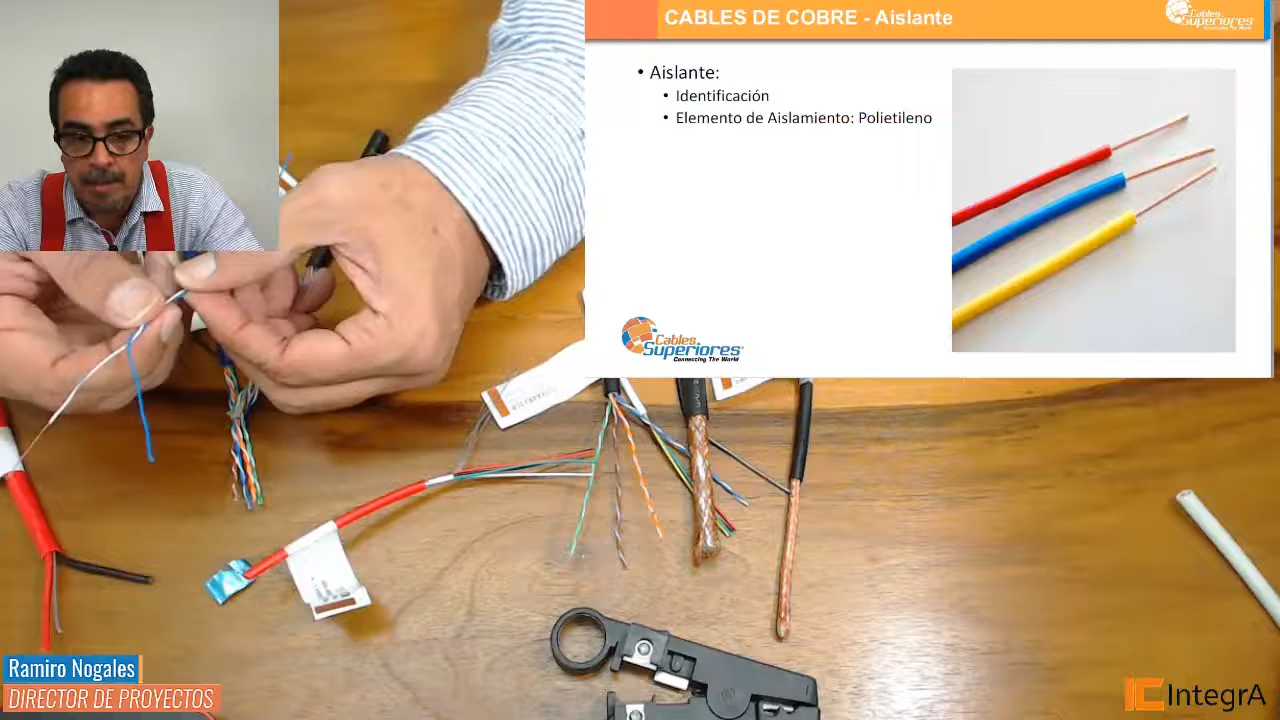 CABLES DE COBRE - Aislante
Cables
Superiores
Connecting The World
• Aislante:
• Identificación
• Elemento de Aislamiento: Polietileno
Cables
Superiores
Connecting The World
Ramiro Nogales
DIRECTOR DE PROYECTOS
IC IntegrA